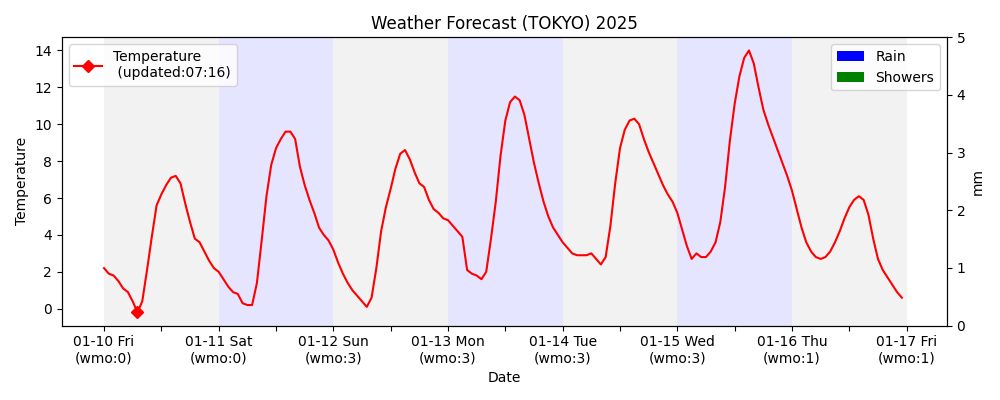 Weather Forecast (TOKYO) 2025
Temperature
(updated:07:16)
Rain
Showers
Temperature
14
12
10
8
6
4
2
0
5
4
3
2
1
0
mm
01-10 Fri
(wmo:0)
01-11 Sat
(wmo:0)
01-12 Sun
(wmo:3)
01-13 Mon
(wmo:3)
01-14 Tue
(wmo:3)
01-15 Wed
(wmo:3)
01-16 Thu
(wmo:1)
01-17 Fri
(wmo:1)
Date